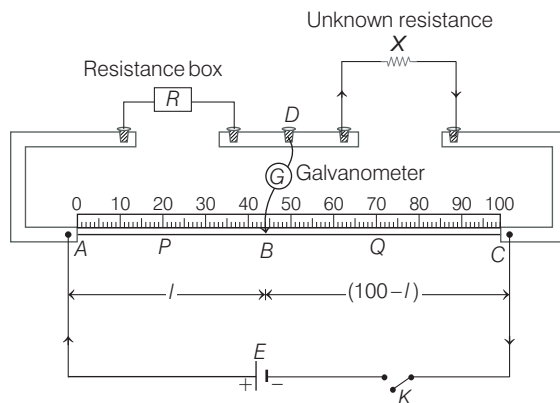 Unknown resistance
X
Resistance box
R
D
G Galvanometer
0 10 20 30 40 50 60 70 80 90 100
A P B Q C
l (100–l)
E
+ –
K